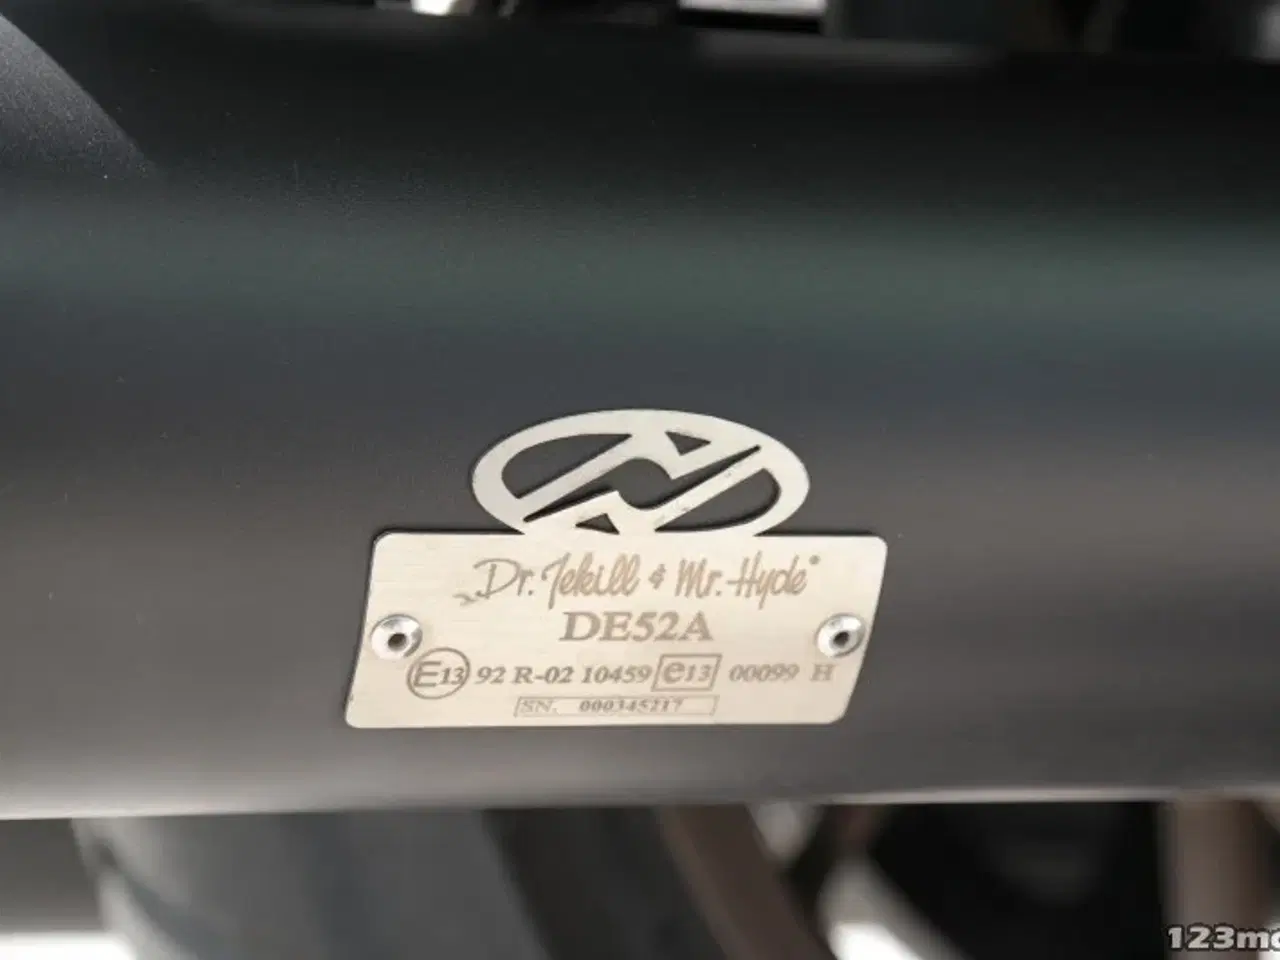 Dr. Jekill & Mr. Hyde®
DE52A
E13 92 R-02 10459 e13 00099 H
SN. 000345217